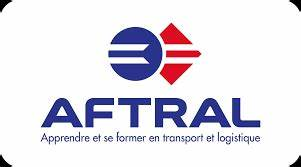 AFTRAL
Apprendre et se former en transport et logistique